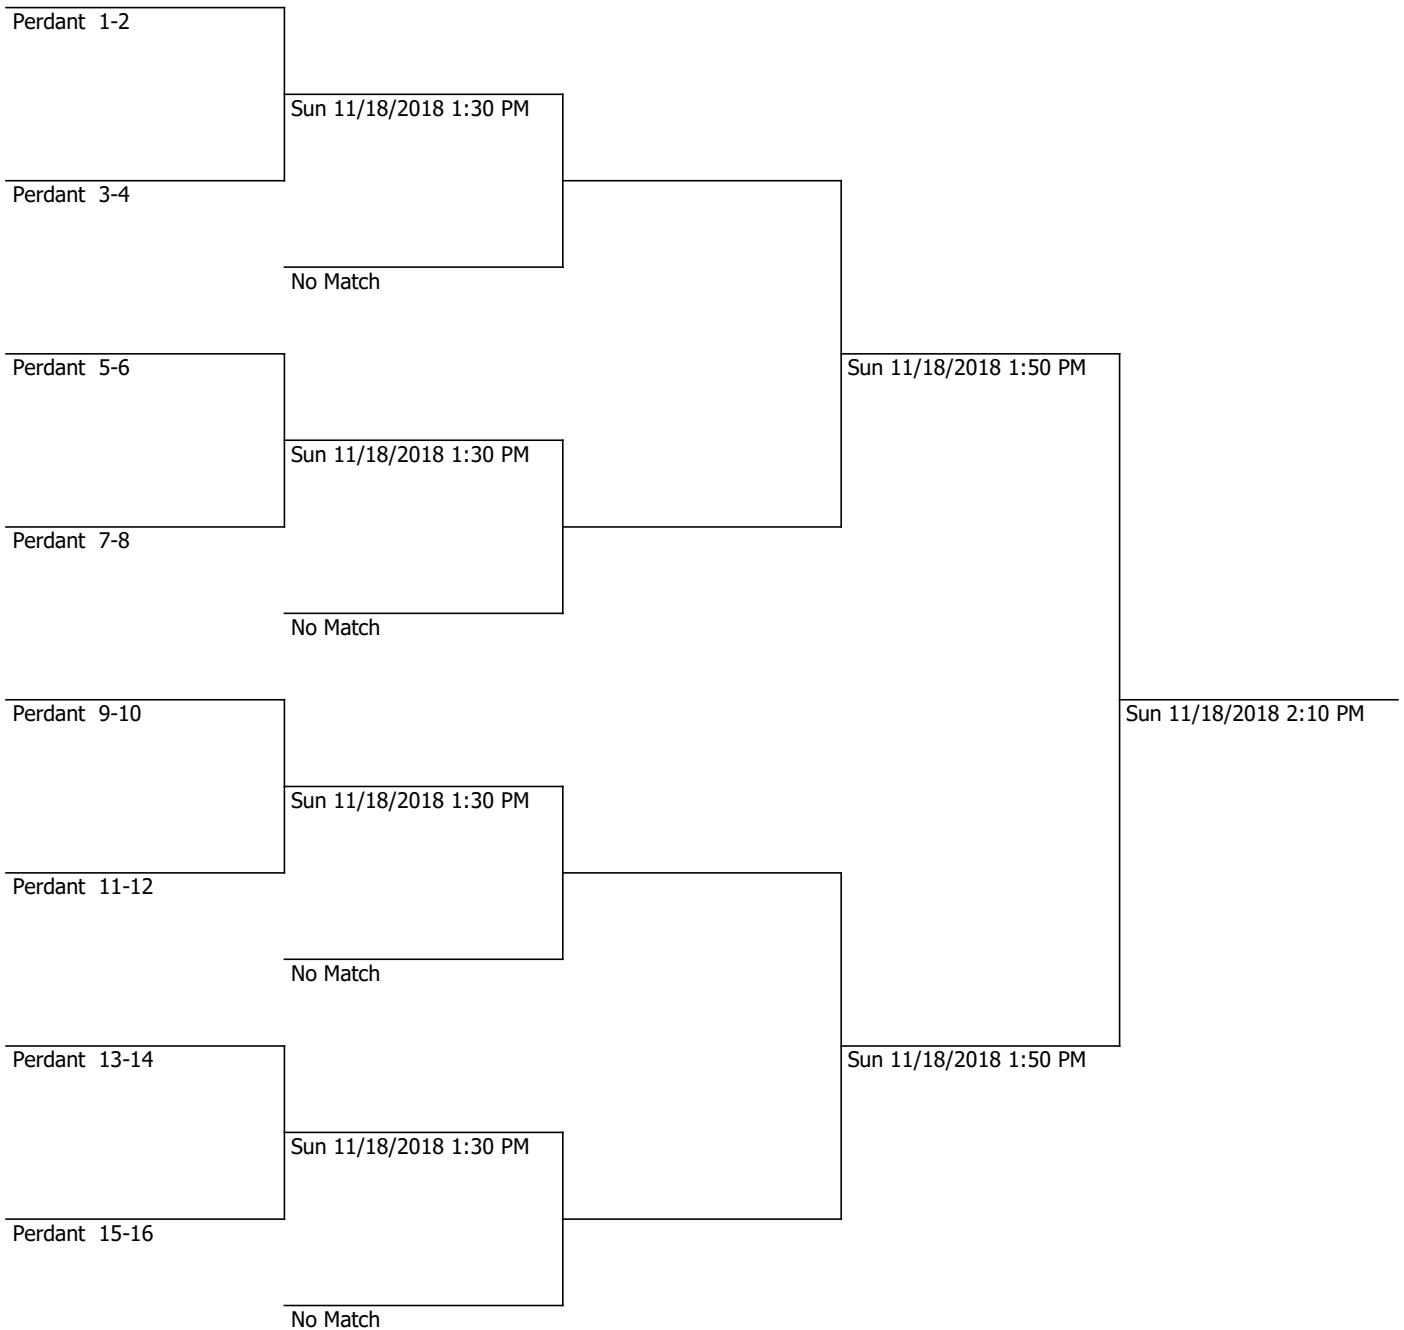 Perdant  1-2
Sun 11/18/2018 1:30 PM
Perdant  3-4
No Match
Perdant  5-6
Sun 11/18/2018 1:50 PM
Sun 11/18/2018 1:30 PM
Perdant  7-8
No Match
Perdant  9-10
Sun 11/18/2018 2:10 PM
Sun 11/18/2018 1:30 PM
Perdant  11-12
No Match
Perdant  13-14
Sun 11/18/2018 1:50 PM
Sun 11/18/2018 1:30 PM
Perdant  15-16
No Match